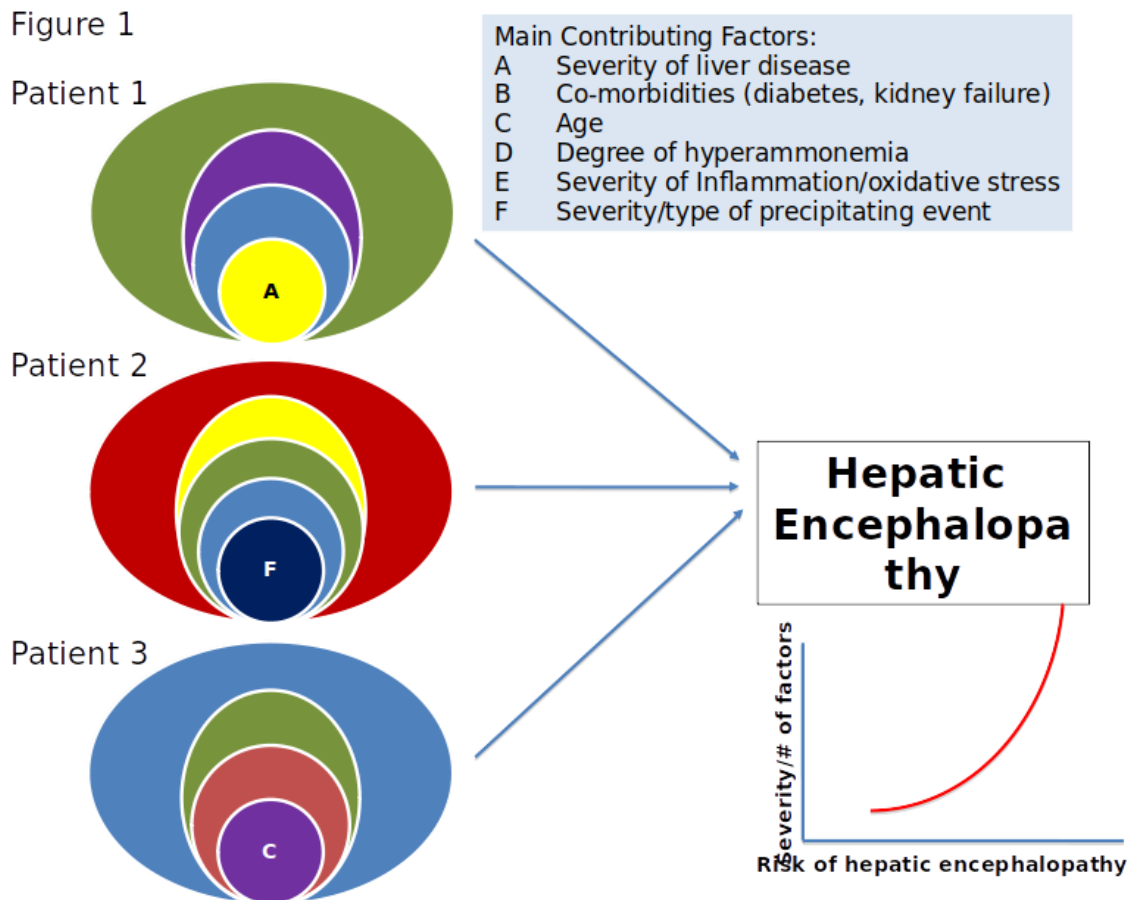 Figure 1
Main Contributing Factors:
A Severity of liver disease
B Co-morbidities (diabetes, kidney failure)
C Age
D Degree of hyperammonemia
E Severity of Inflammation/oxidative stress
F Severity/type of precipitating event
Patient 1
A
Patient 2
F
Patient 3
C
Hepatic
Encephalopa
thy
Severity/# of factors
Risk of hepatic encephalopathy